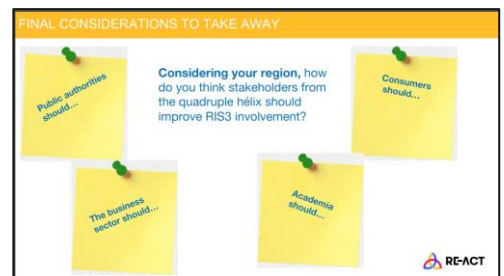 FINAL CONSIDERATIONS TO TAKE AWAY
Public authorities
should…
Considering your region, how
do you think stakeholders from
the quadruple hélix should
improve RIS3 involvement?
Consumers
should…
The business
sector should…
Academia
should…
RE-ACT